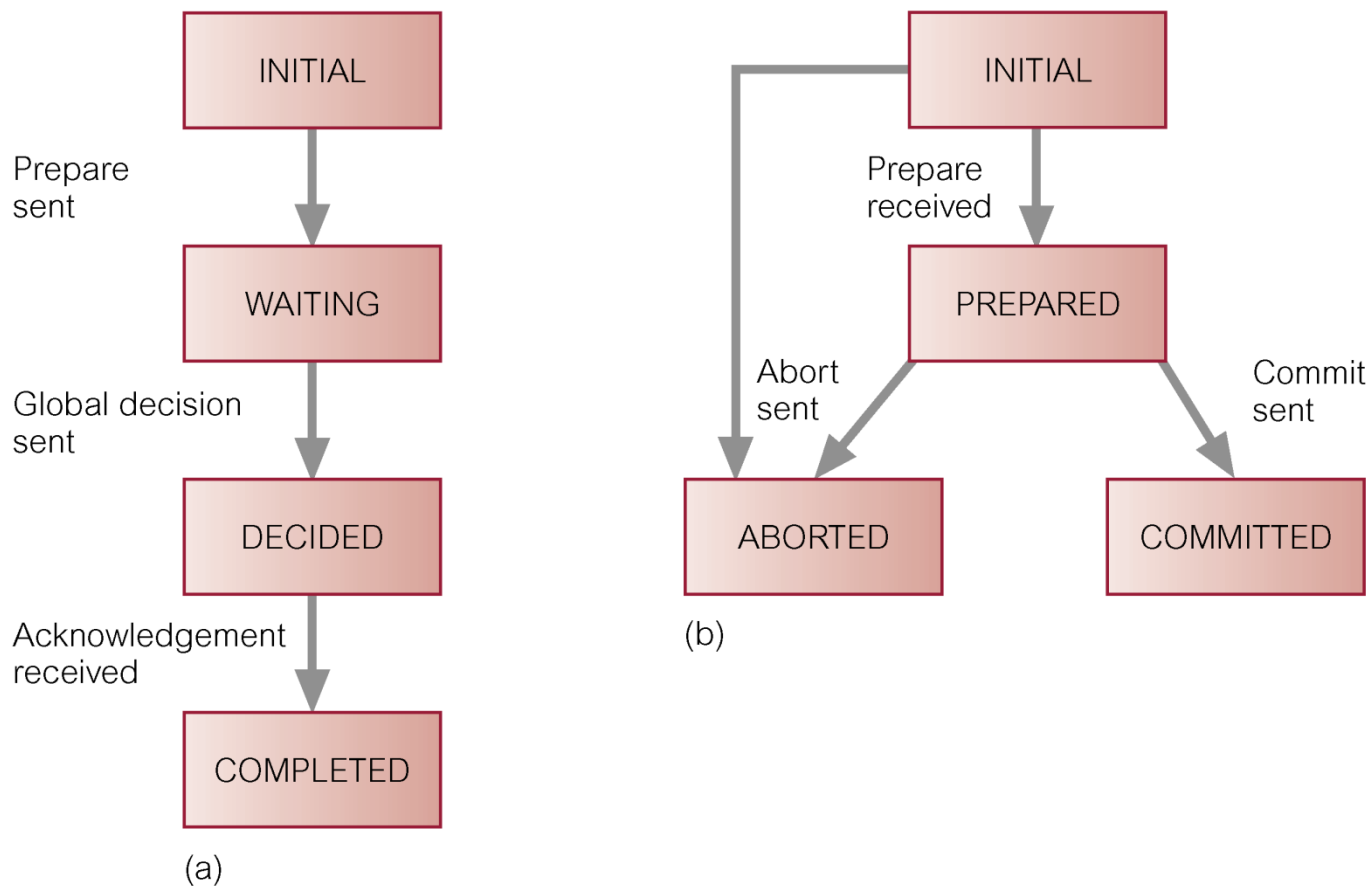 INITIAL
Prepare
sent
WAITING
Global decision
sent
DECIDED
Acknowledgement
received
COMPLETED
(a)
INITIAL
Prepare
received
PREPARED
Abort
sent
Commit
sent
ABORTED
COMMITTED
(b)